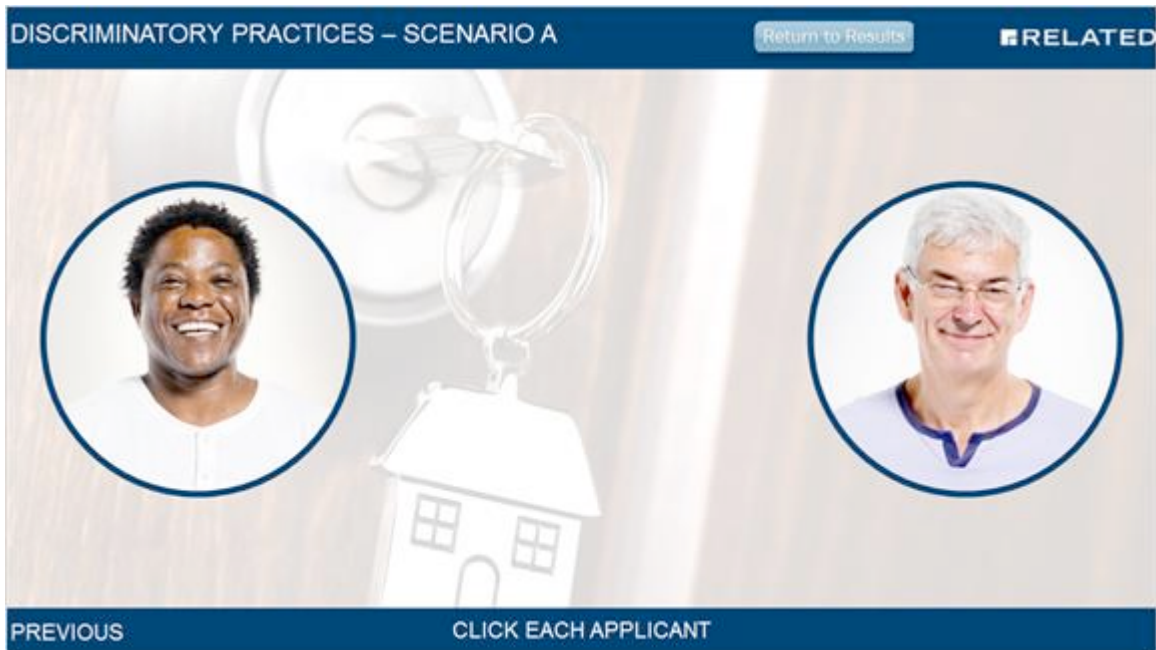 DISCRIMINATORY PRACTICES – SCENARIO A
Return to Results
RELATED
PREVIOUS
CLICK EACH APPLICANT